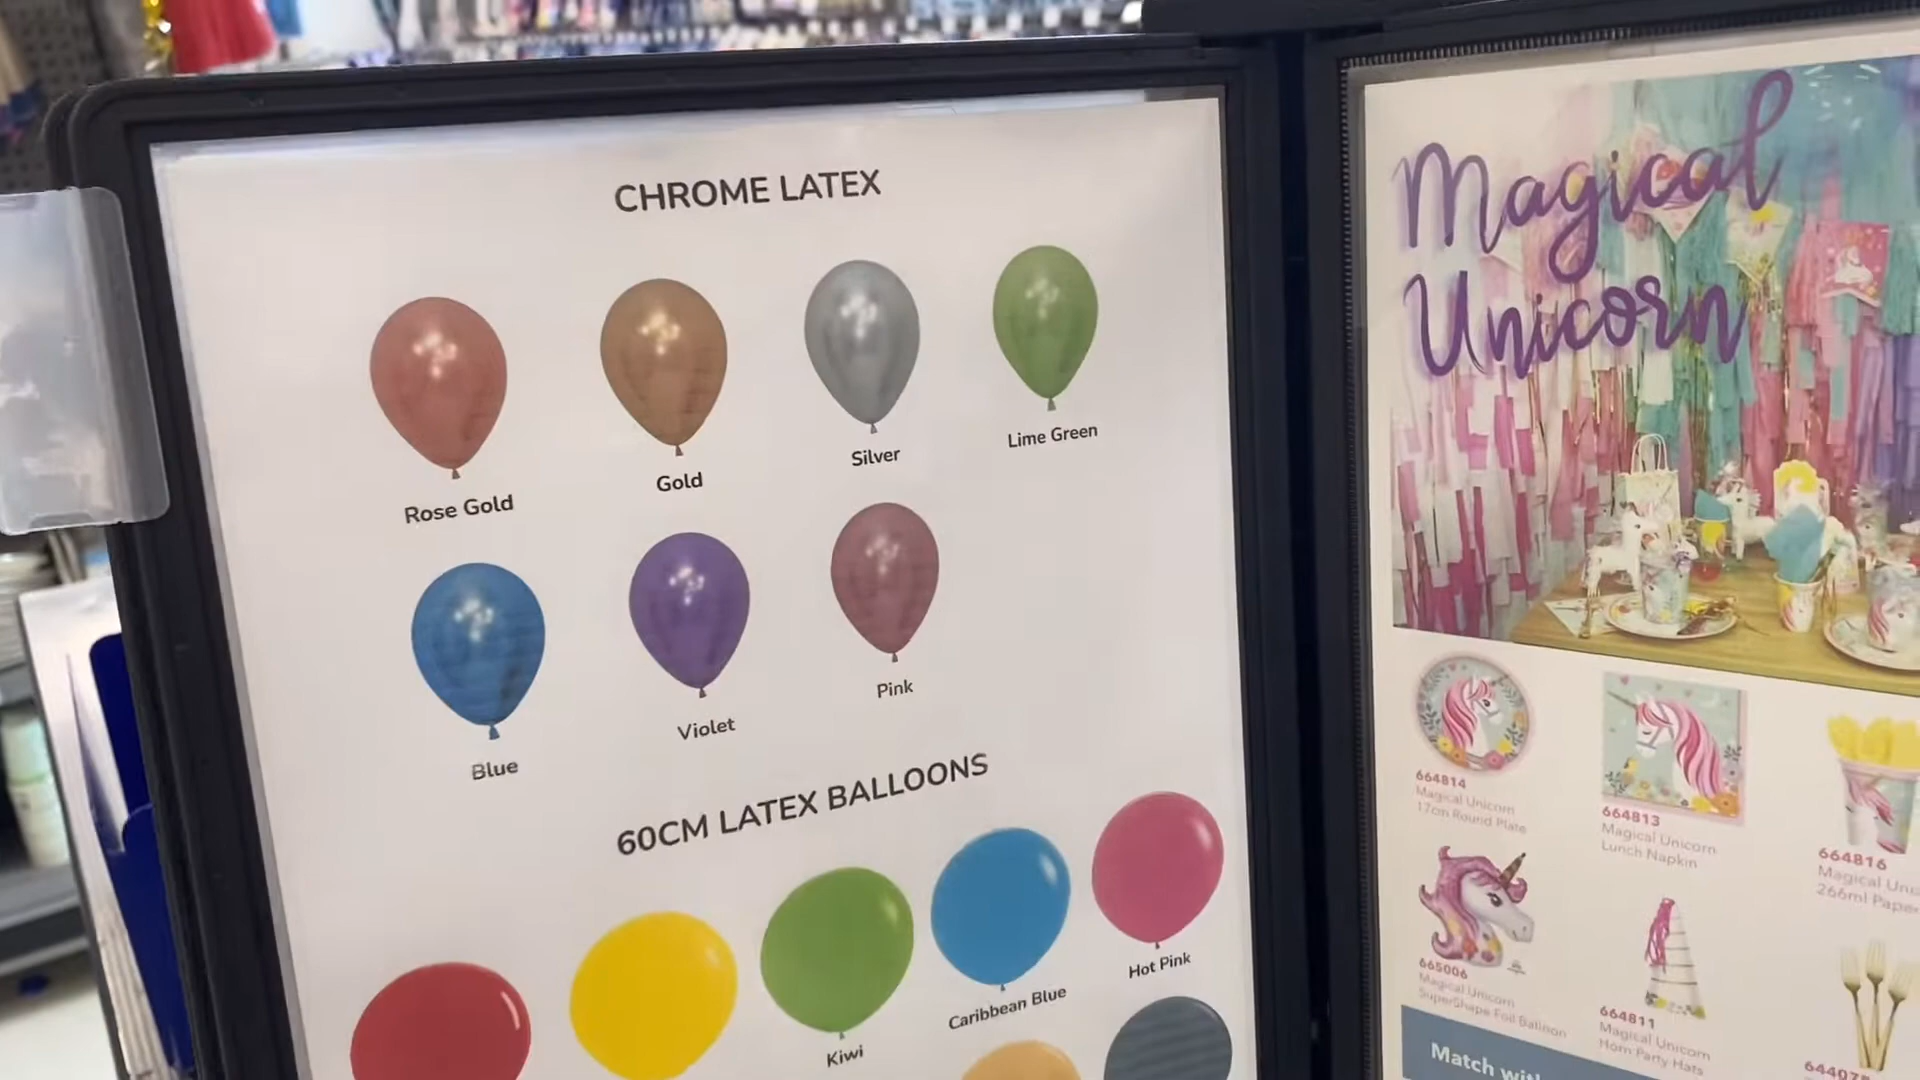 CHROME LATEX
Rose Gold
Gold
Silver
Lime Green
Blue
Violet
Pink
60CM LATEX BALLOONS
Kiwi
Caribbean Blue
Hot Pink
Magical
Unicorn
664814
Magical Unicorn
17cm Round Plate
664813
Magical Unicorn
Lunch Napkin
664816
Magical
266ml
665006
Magical Unicorn
SuperShape Foil Balloon
664811
Magical Unicorn
Horn Party Hats
Match